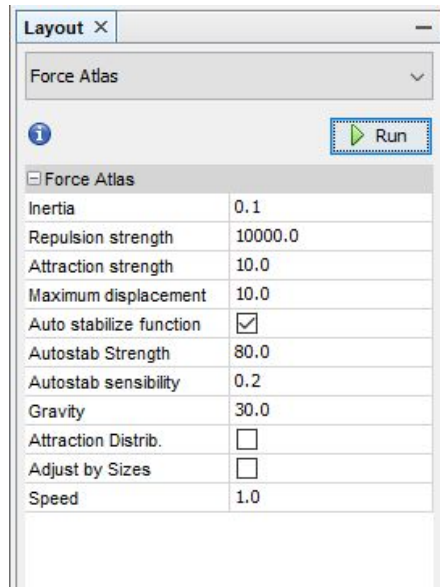 Layout
Force Atlas
Run
Force Atlas
Inertia 0.1
Repulsion strength 10000.0
Attraction strength 10.0
Maximum displacement 10.0
Auto stabilize function
Autostab Strength 80.0
Autostab sensibility 0.2
Gravity 30.0
Attraction Distrib.
Adjust by Sizes
Speed 1.0